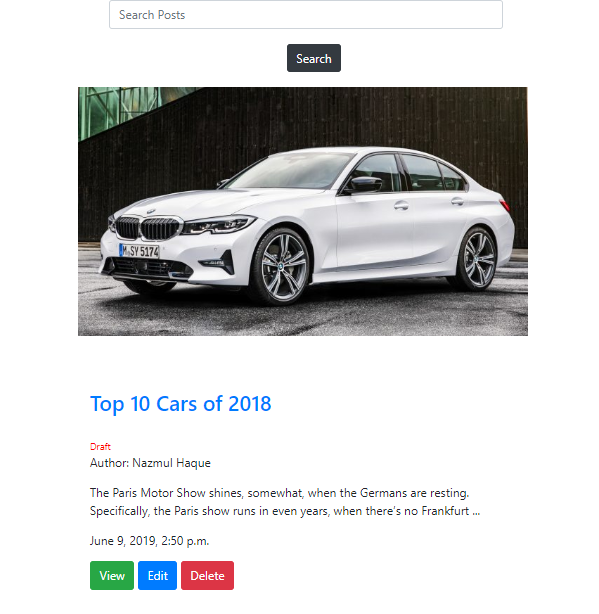 Search Posts
Search
M SY 5174
Top 10 Cars of 2018
Draft
Author: Nazmul Haque
The Paris Motor Show shines, somewhat, when the Germans are resting.
Specifically, the Paris show runs in even years, when there's no Frankfurt ...
June 9, 2019, 2:50 p.m.
View Edit Delete